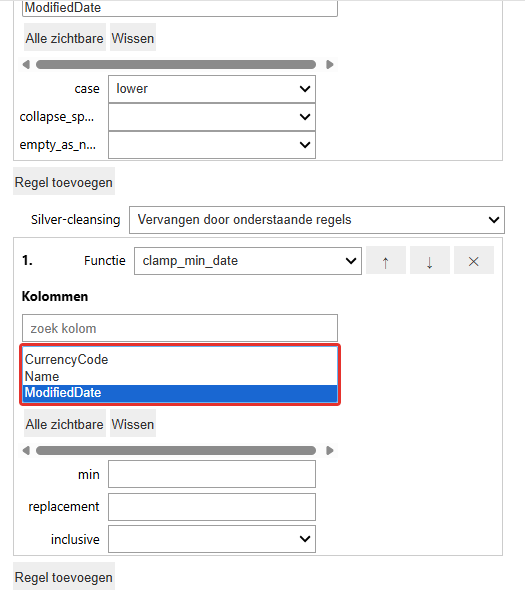 ModifiedDate
Alle zichtbare Wissen
case lower
collapse_sp...
empty_as_n...
Regel toevoegen
Silver-cleansing Vervangen door onderstaande regels
1. Functie clamp_min_date ↑ ↓ ×
Kolommen
zoek kolom
CurrencyCode
Name
ModifiedDate
Alle zichtbare Wissen
min
replacement
inclusive
Regel toevoegen